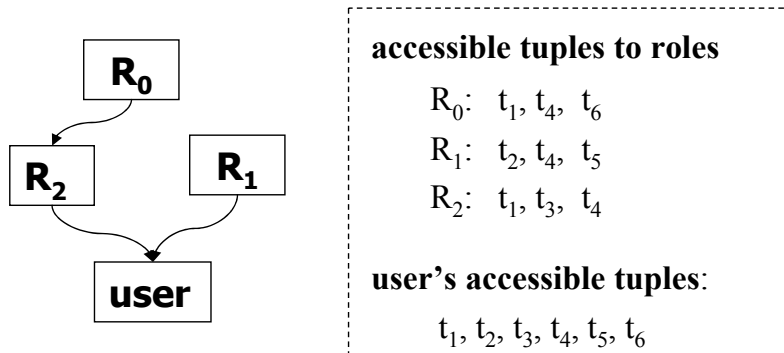 R₀
R₂
R₁
user
accessible tuples to roles
R₀: t₁, t₄, t₆
R₁: t₂, t₄, t₅
R₂: t₁, t₃, t₄
user's accessible tuples:
t₁, t₂, t₃, t₄, t₅, t₆